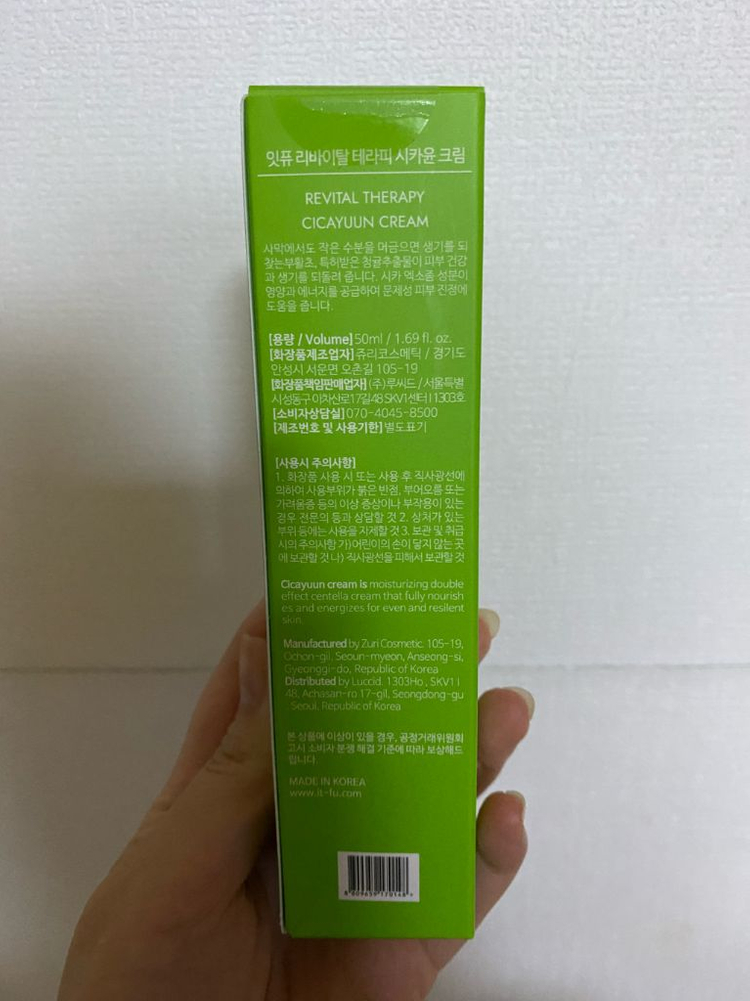 잇퓨 리바이탈 테라피 시카윤 크림
REVITAL THERAPY
CICAYUUN CREAM
사막에서도 작은 수분을 머금으면 생기를 되
찾는부활초, 특허받은 청귤추출물이 피부 건강
과 생기를 되돌려 줍니다. 시카 엑소좀 성분이
영양과 에너지를 공급하여 문제성 피부 진정에
도움을 줍니다.
[용량 / Volume] 50ml / 1.69 fl. oz.
[화장품제조업자] 쥬리코스메틱 / 경기도
안성시 서운면 오촌길 105-19
[화장품책임판매업자] (주)루씨드 / 서울특별
시성동구 아차산로17길48 SKV1센터 I 1303호
[소비자상담실] 070-4045-8500
[제조번호 및 사용기한] 별도표기
[사용시 주의사항]
1. 화장품 사용 시 또는 사용 후 직사광선에
의하여 사용부위가 붉은 반점, 부어오름 또는
가려움증 등의 이상 증상이나 부작용이 있는
경우 전문의 등과 상담할 것 2. 상처가 있는
부위 등에는 사용을 자제할 것 3. 보관 및 취급
시의 주의사항 가) 어린이의 손이 닿지 않는 곳
에 보관할 것 나) 직사광선을 피해서 보관할 것
Cicayuun cream is moisturizing double
effect centella cream that fully nourish
es and energizes for even and resilent
skin.
Manufactured by Zuri Cosmetic. 105-19,
Ochon-gil, Seoun-myeon, Anseong-si,
Gyeonggi-do, Republic of Korea
Distributed by Luccid. 1303Ho., SKV1 I
48, Achasan-ro 17-gil, Seongdong-gu
, Seoul, Republic of Korea
본 상품에 이상이 있을 경우, 공정거래위원회
고시 소비자 분쟁 해결 기준에 따라 보상해드
립니다.
MADE IN KOREA
www.it-fu.com